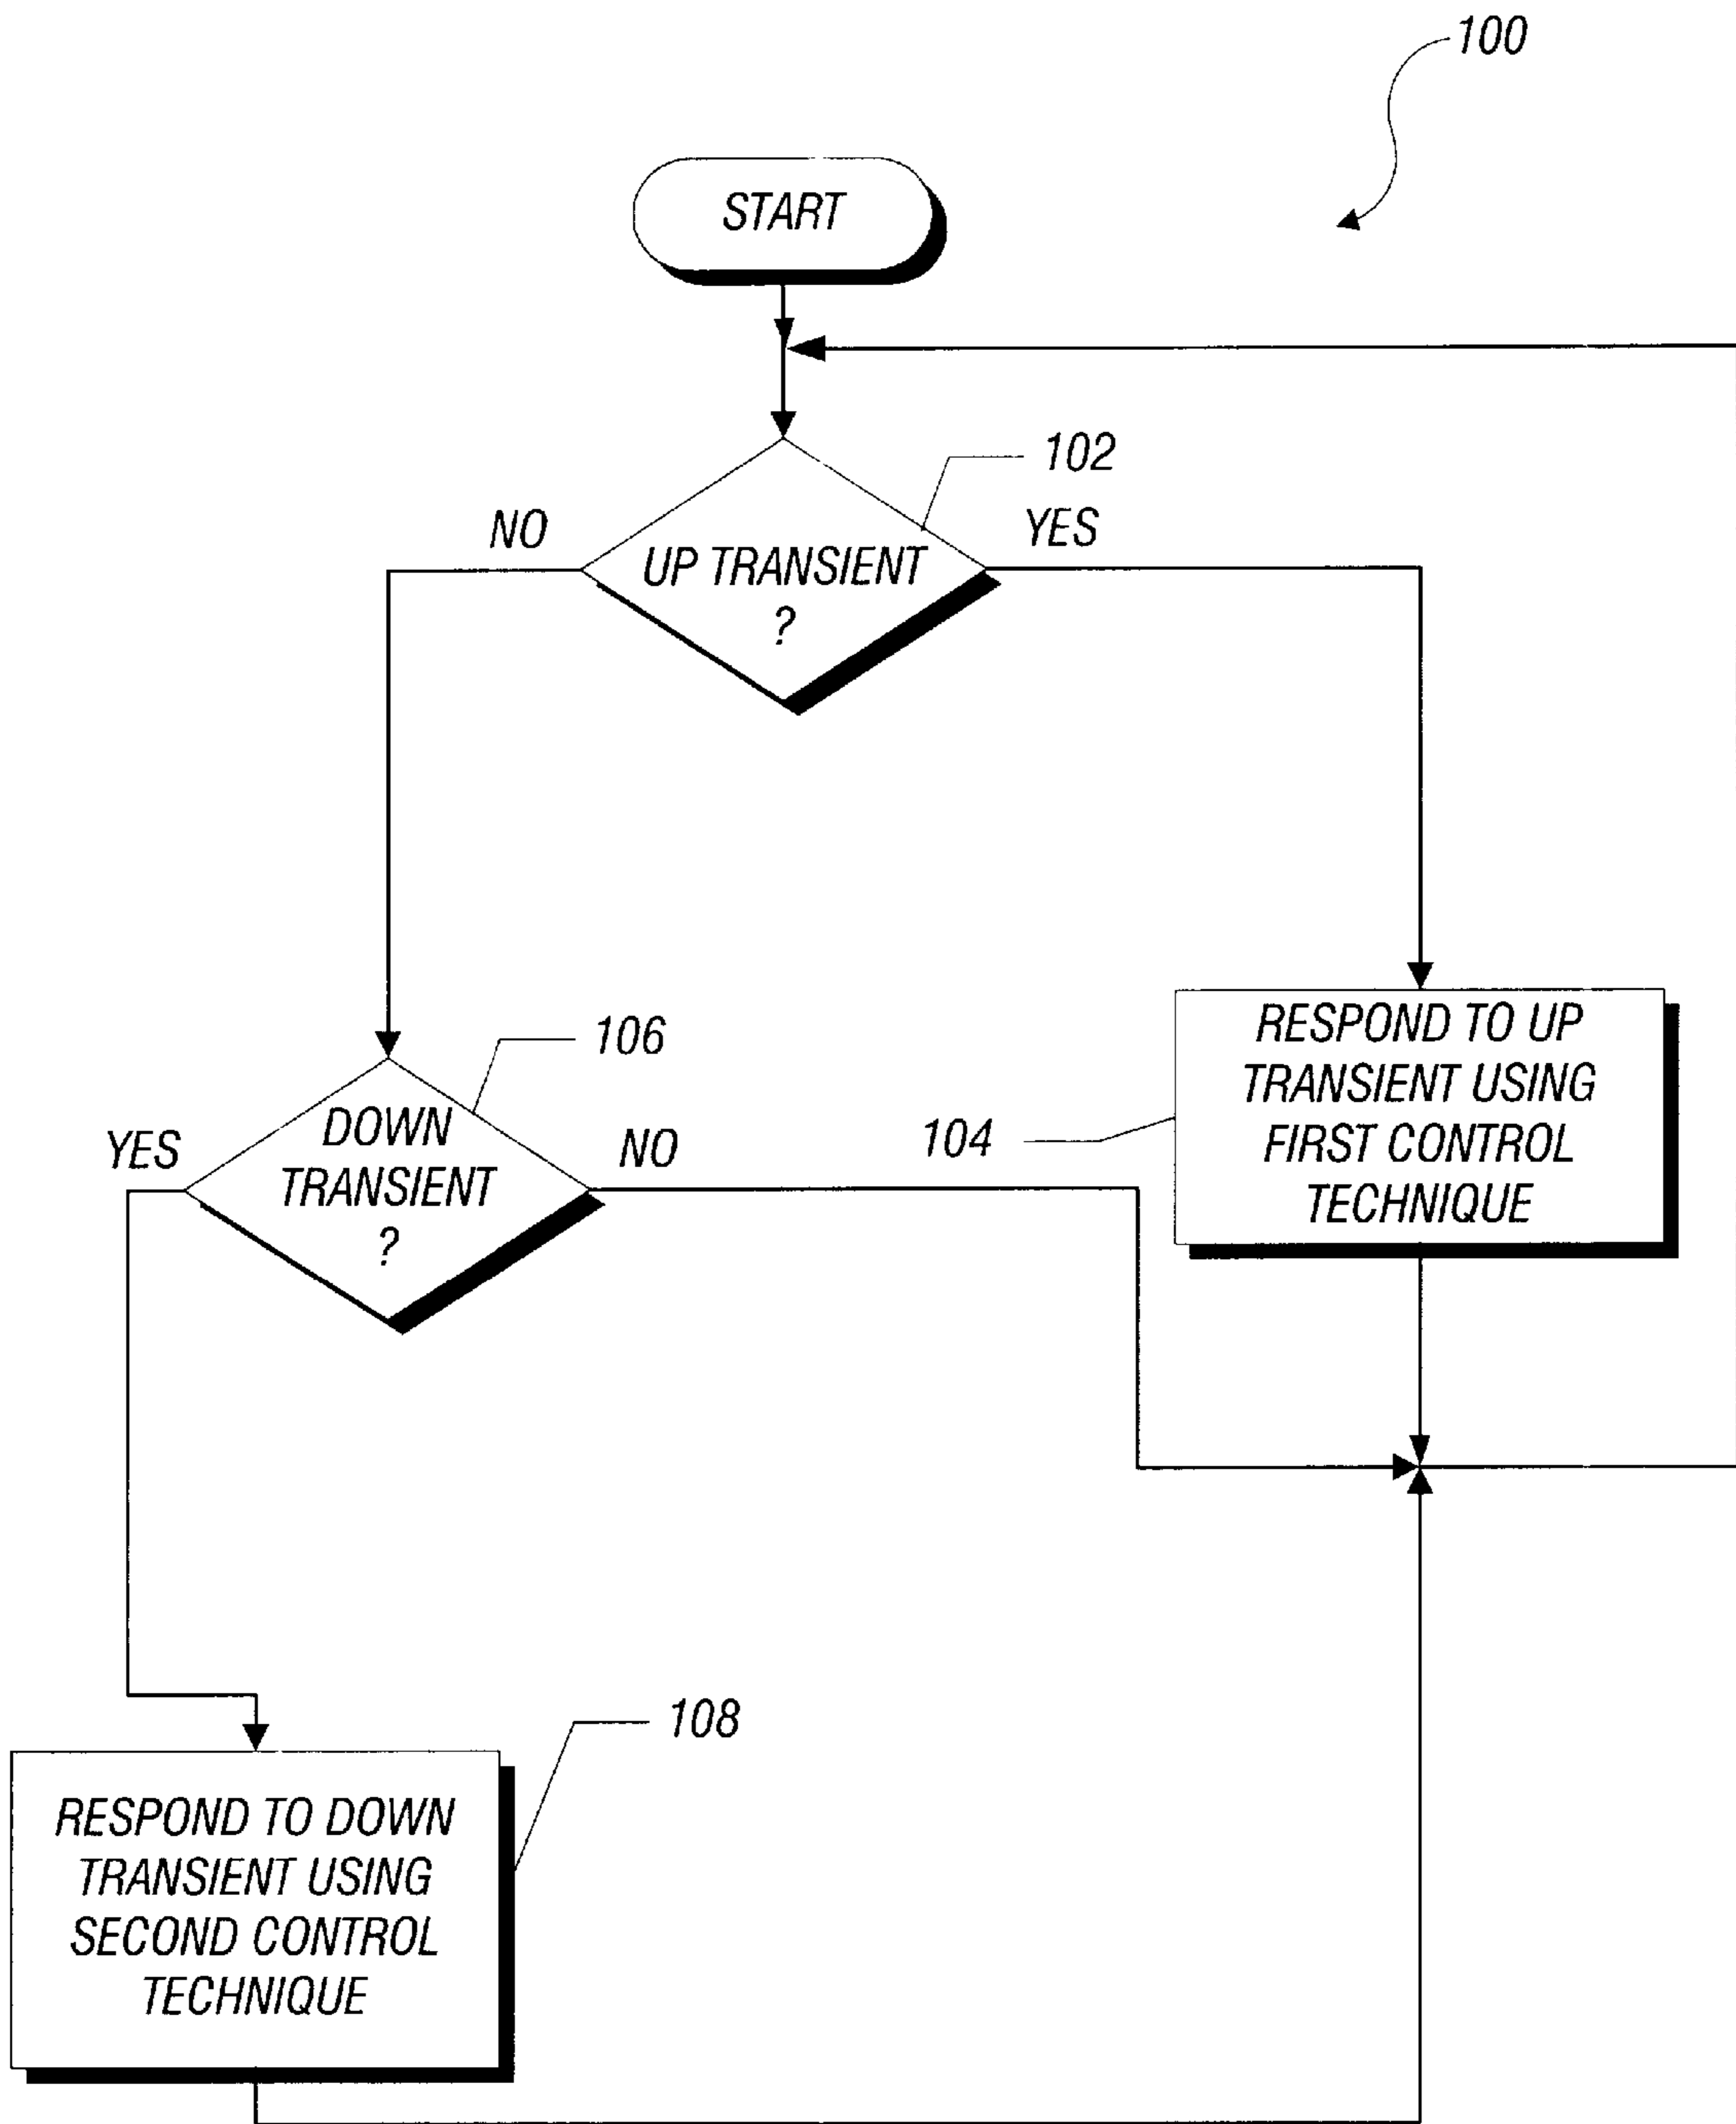 100
START
102
NO
YES
UP TRANSIENT
?
106
DOWN
TRANSIENT
?
YES
NO
104
RESPOND TO UP
TRANSIENT USING
FIRST CONTROL
TECHNIQUE
108
RESPOND TO DOWN
TRANSIENT USING
SECOND CONTROL
TECHNIQUE